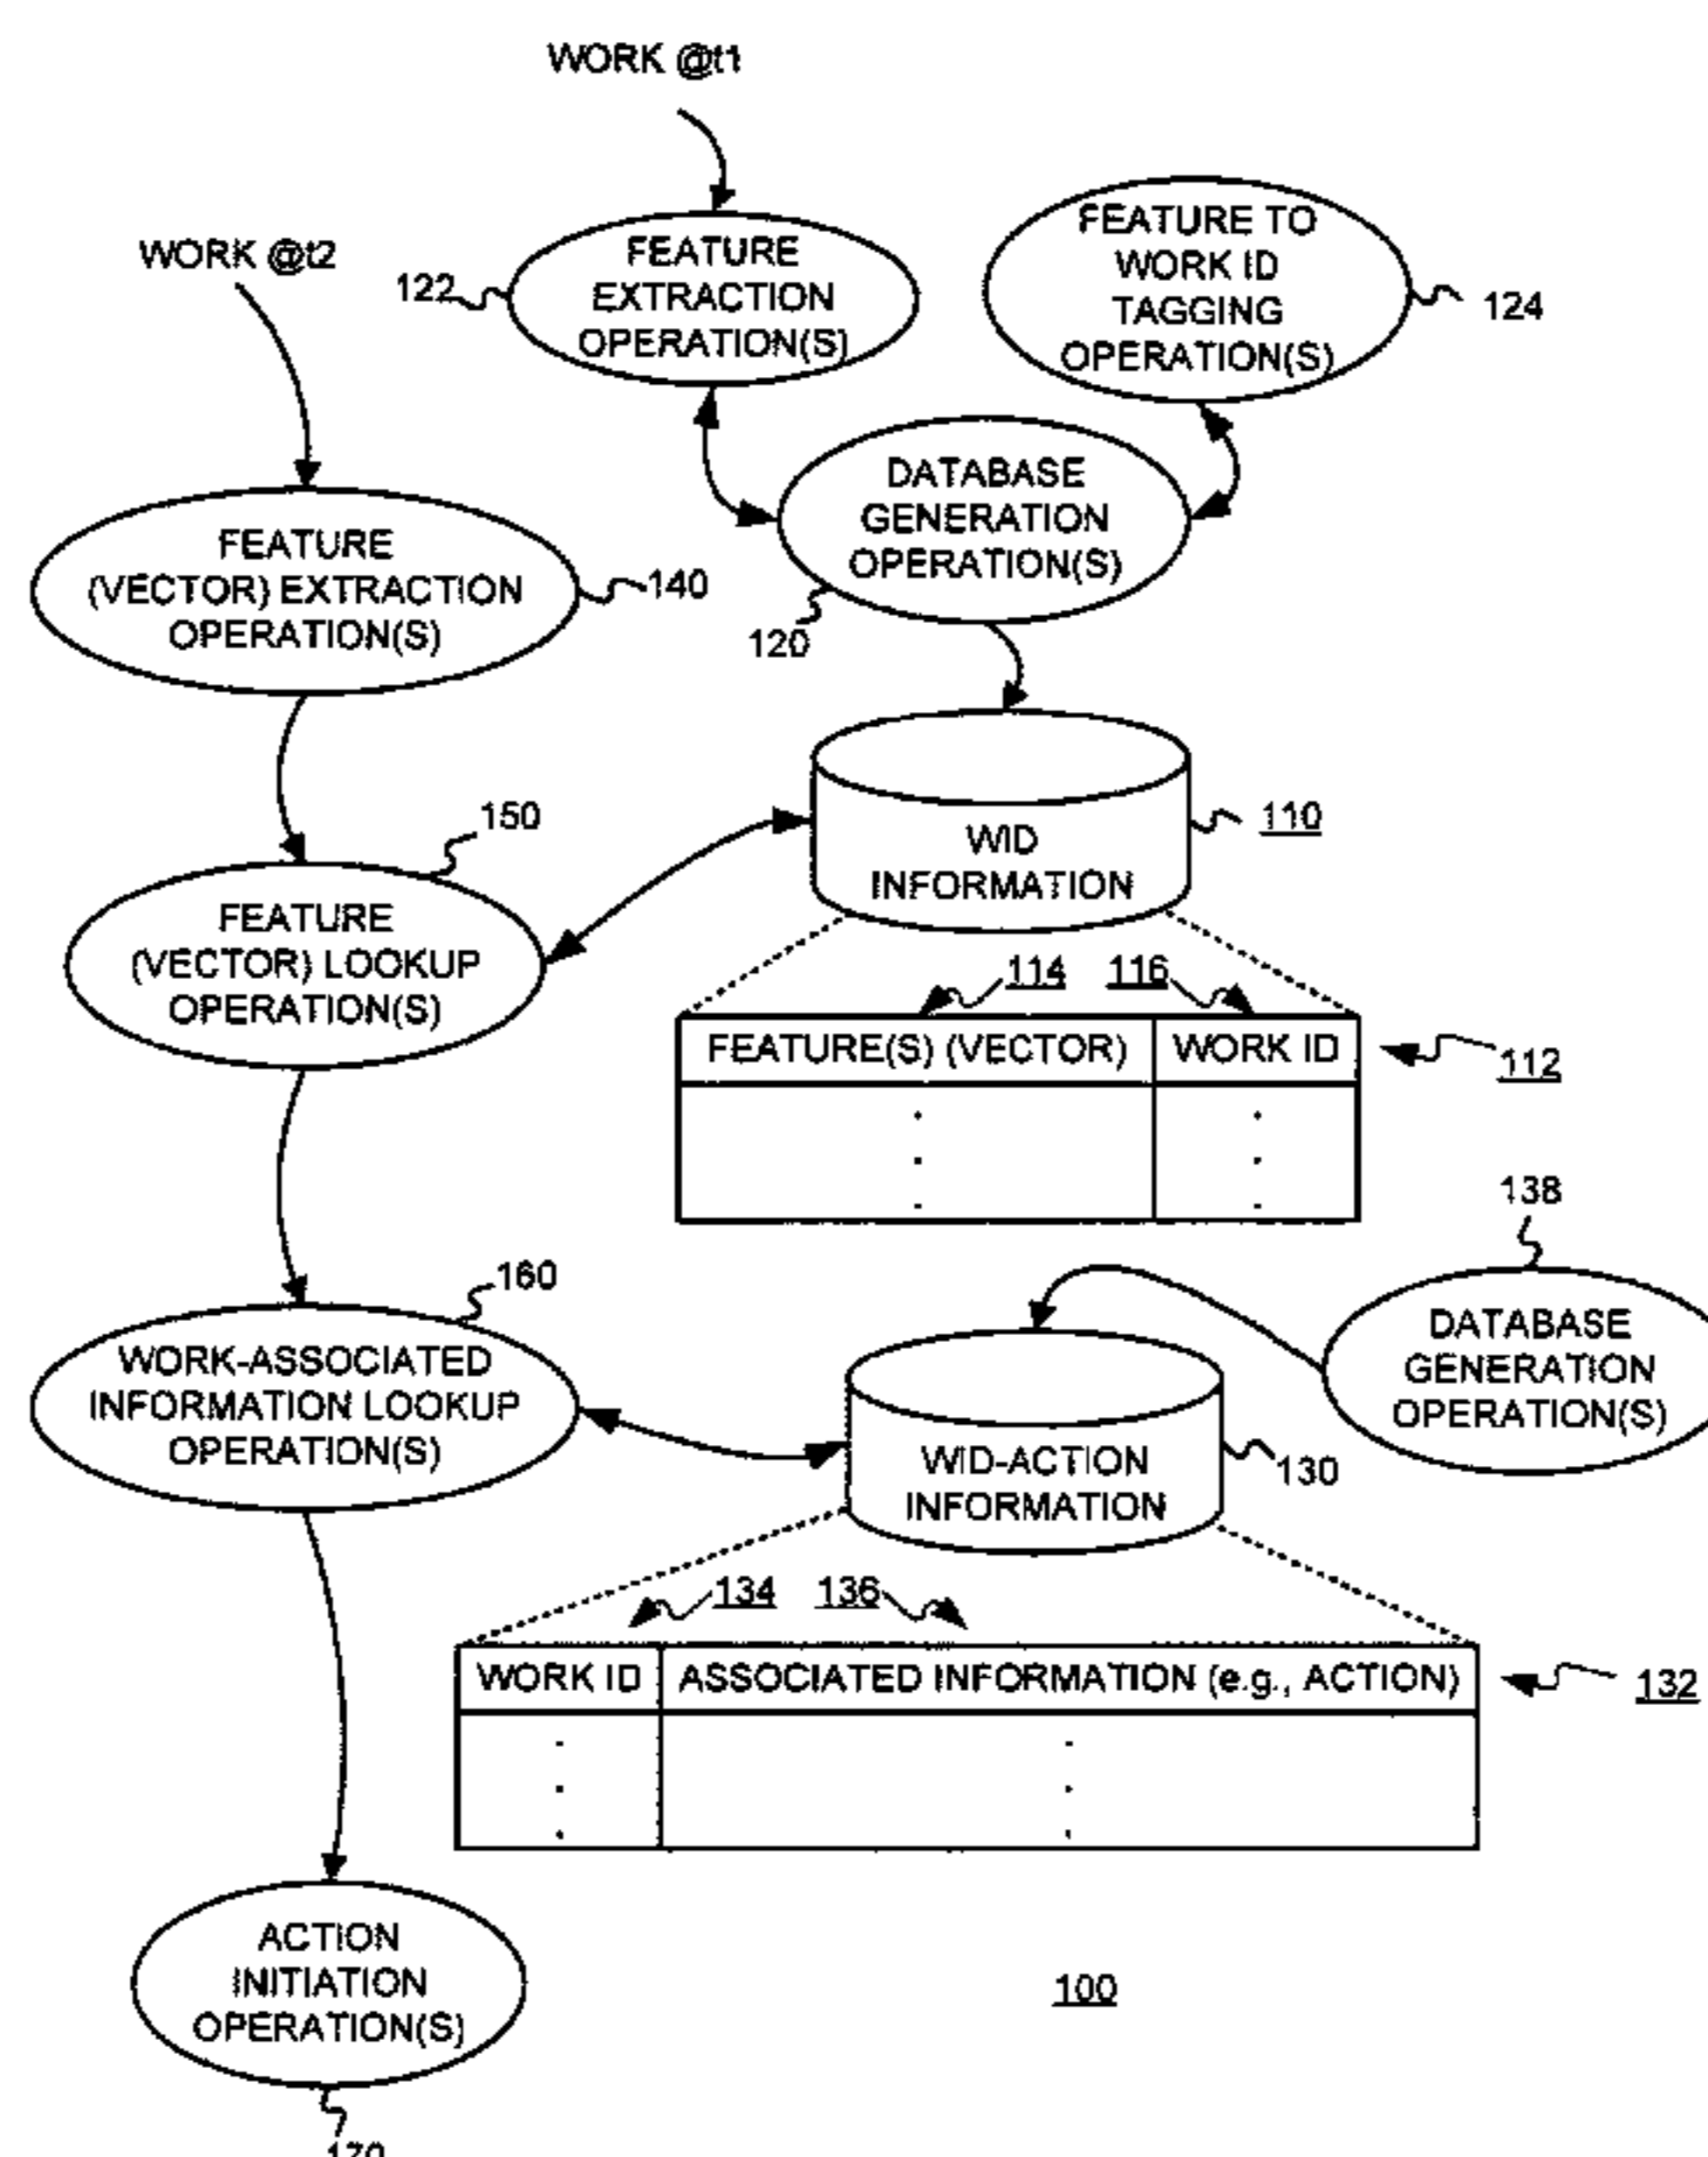 WORK @t1
WORK @t2
122
FEATURE
EXTRACTION
OPERATION(S)
FEATURE TO
WORK ID
TAGGING
OPERATION(S)
124
DATABASE
GENERATION
OPERATION(S)
120
FEATURE
(VECTOR) EXTRACTION
OPERATION(S)
140
150
FEATURE
(VECTOR) LOOKUP
OPERATION(S)
WID
INFORMATION
110
114
116
FEATURE(S) (VECTOR) WORK ID
112
138
DATABASE
GENERATION
OPERATION(S)
160
WORK-ASSOCIATED
INFORMATION LOOKUP
OPERATION(S)
WID-ACTION
INFORMATION
130
134
136
WORK ID ASSOCIATED INFORMATION (e.g., ACTION)
132
ACTION
INITIATION
OPERATION(S)
100
170